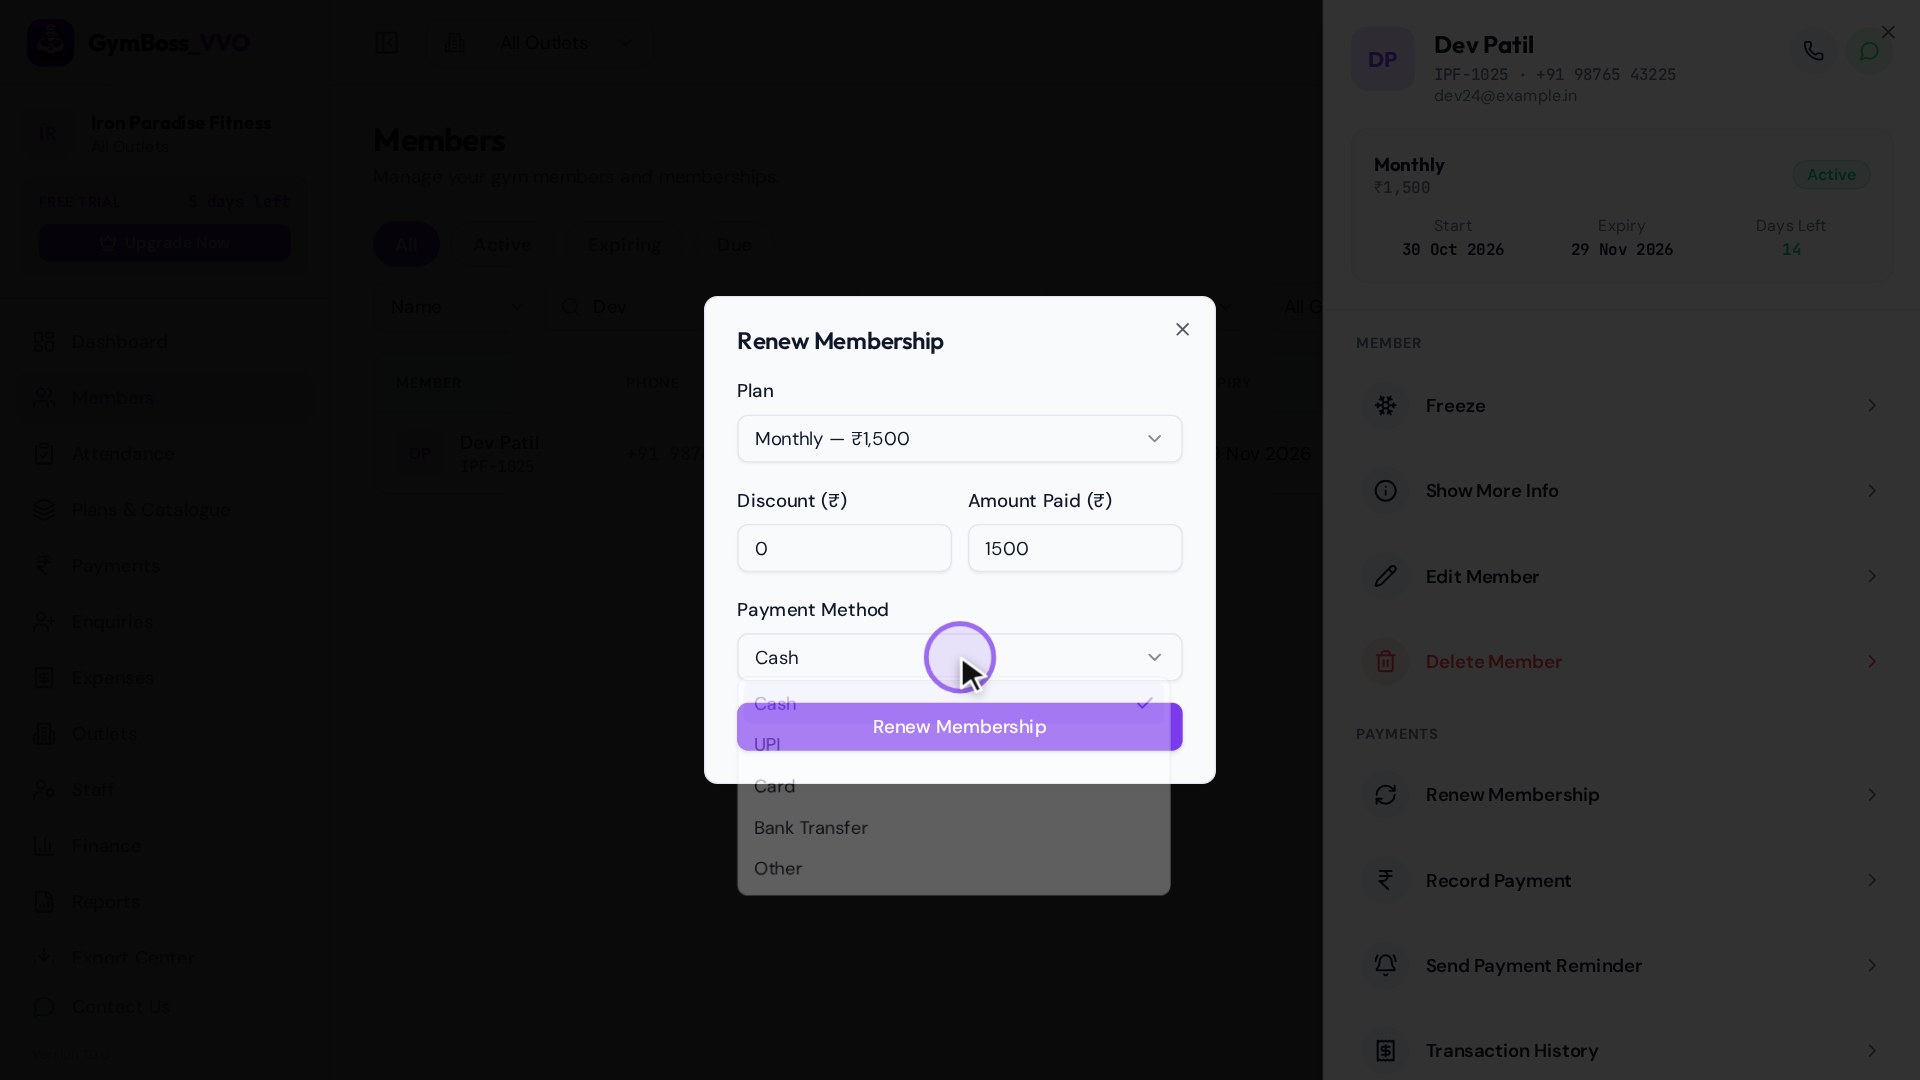 GymBoss_VVO
All Outlets
IR
Iron Paradise Fitness
All Outlets
FREE TRIAL
5 days left
Upgrade Now
Dashboard
Members
Attendance
Plans & Catalogue
Payments
Enquiries
Expenses
Outlets
Staff
Finance
Reports
Export Center
Contact Us
Members
Manage your gym members and memberships.
All
Active
Expiring
Due
Name
Dev
All G
MEMBER
PHONE
PIRY
DP
Dev Patil
IPF-1025
+91 987
Nov 2026
Renew Membership
Plan
Monthly — ₹1,500
Discount (₹)
Amount Paid (₹)
0
1500
Payment Method
Cash
Cash
Renew Membership
UPI
Card
Bank Transfer
Other
DP
Dev Patil
IPF-1025 · +91 98765 43225
dev24@example.in
Monthly
₹1,500
Active
Start
Expiry
Days Left
30 Oct 2026
29 Nov 2026
14
MEMBER
Freeze
Show More Info
Edit Member
Delete Member
PAYMENTS
Renew Membership
Record Payment
Send Payment Reminder
Transaction History